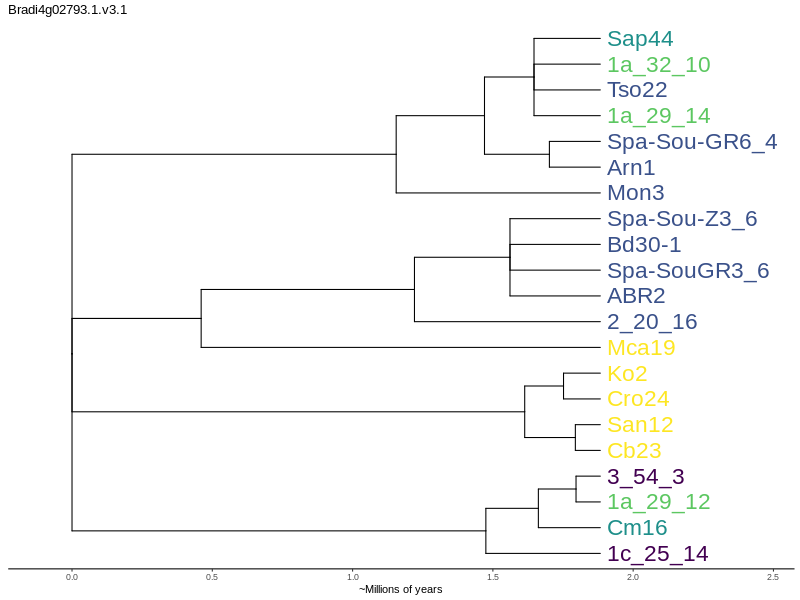 Bradi4g02793.1.v3.1
Sap44
1a_32_10
Tso22
1a_29_14
Spa-Sou-GR6_4
Arn1
Mon3
Spa-Sou-Z3_6
Bd30-1
Spa-SouGR3_6
ABR2
2_20_16
Mca19
Ko2
Cro24
San12
Cb23
3_54_3
1a_29_12
Cm16
1c_25_14
0.0 0.5 1.0 1.5 2.0 2.5
~Millions of years